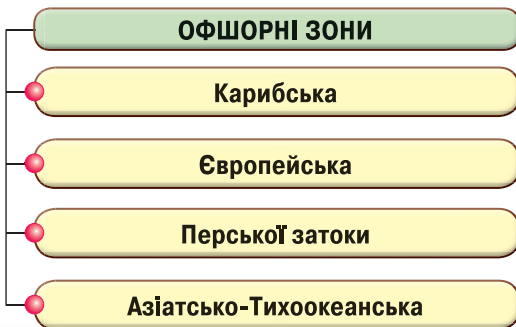 ОФШОРНІ ЗОНИ
Карибська
Європейська
Перської затоки
Азіатсько-Тихоокеанська